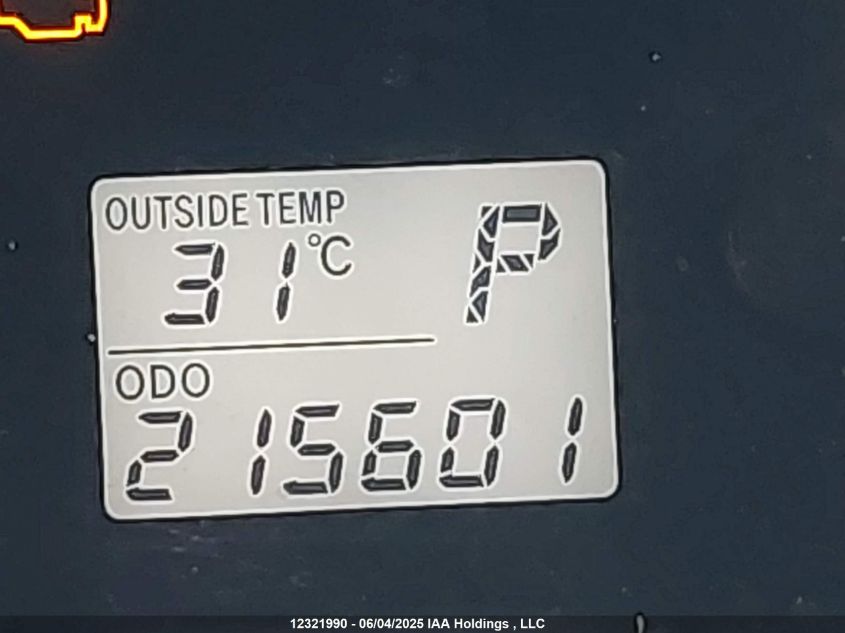 OUTSIDE TEMP
31°C P
ODO
215601
12321990 - 06/04/2025 IAA Holdings , LLC